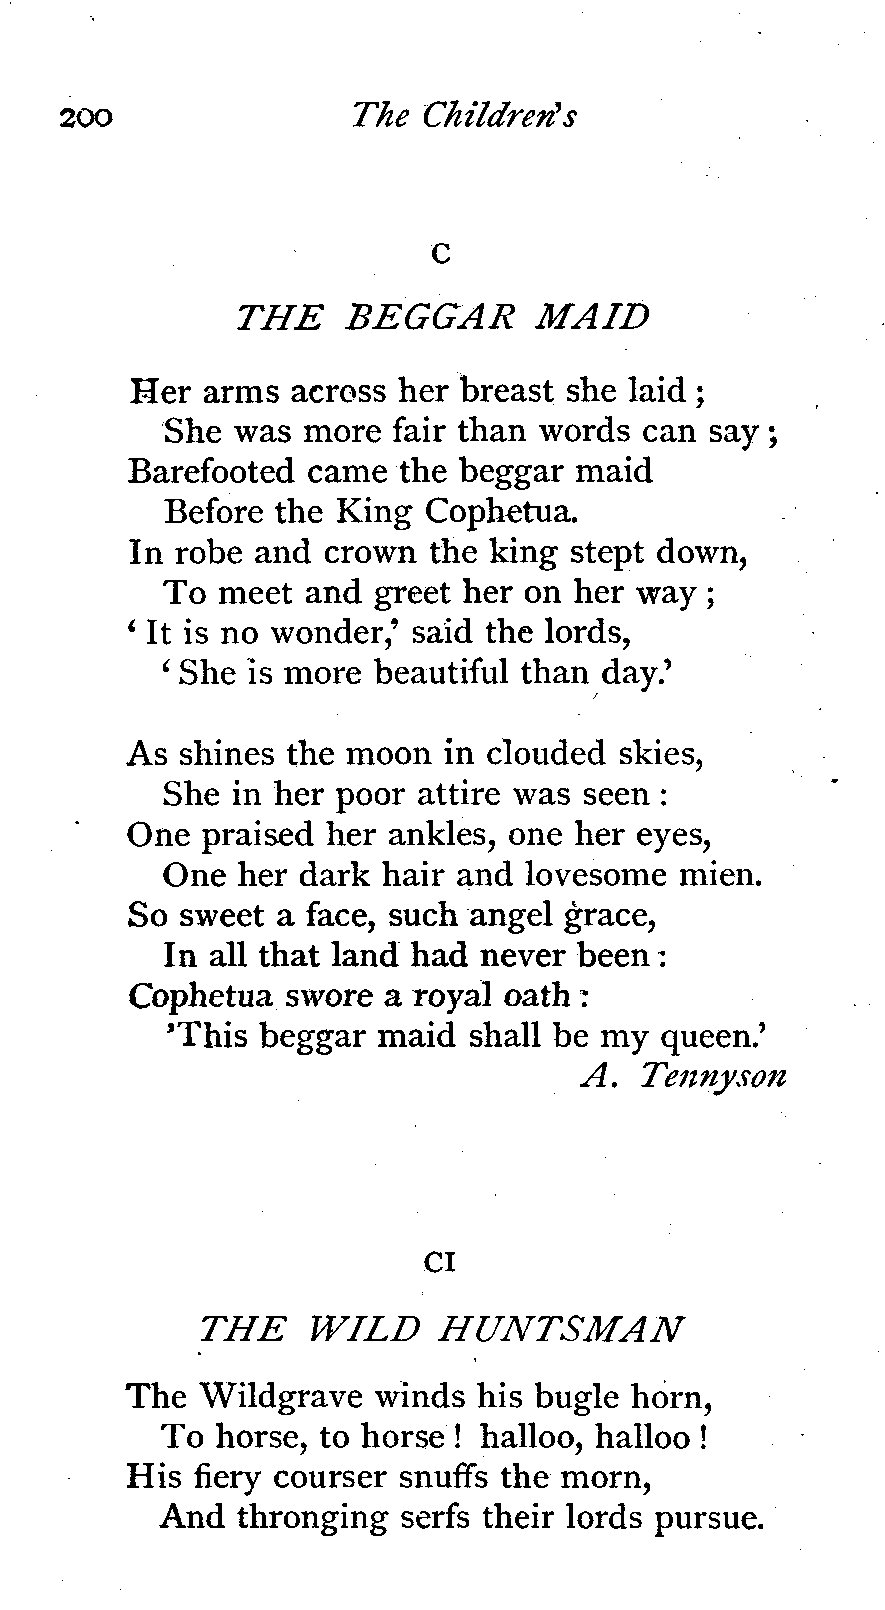 200 The Children's
C
THE BEGGAR MAID
Her arms across her breast she laid ;
She was more fair than words can say ;
Barefooted came the beggar maid
Before the King Cophetua.
In robe and crown the king stept down,
To meet and greet her on her way ;
‘ It is no wonder,’ said the lords,
‘ She is more beautiful than day.’
As shines the moon in clouded skies,
She in her poor attire was seen :
One praised her ankles, one her eyes,
One her dark hair and lovesome mien.
So sweet a face, such angel grace,
In all that land had never been :
Cophetua swore a royal oath :
’This beggar maid shall be my queen.’
A. Tennyson
CI
THE WILD HUNTSMAN
The Wildgrave winds his bugle horn,
To horse, to horse ! halloo, halloo !
His fiery courser snuffs the morn,
And thronging serfs their lords pursue.